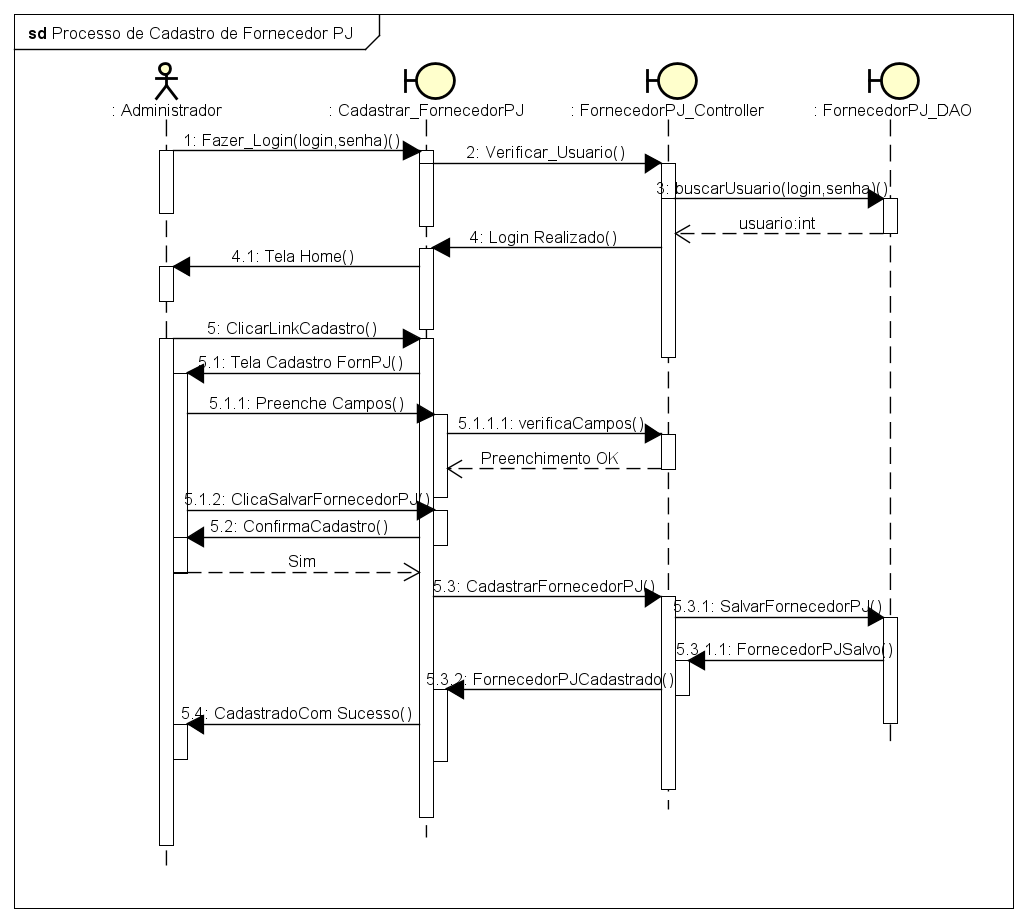 sd Processo de Cadastro de Fornecedor PJ
: Administrador
: Cadastrar_FornecedorPJ
: FornecedorPJ_Controller
: FornecedorPJ_DAO
1: Fazer_Login(login,senha)()
2: Verificar_Usuario()
3: buscarUsuario(login,senha)()
usuario:int
4: Login Realizado()
4.1: Tela Home()
5: ClicarLinkCadastro()
5.1: Tela Cadastro FornPJ()
5.1.1: Preenche Campos()
5.1.1.1: verificaCampos()
Preenchimento OK
5.1.2: ClicaSalvarFornecedorPJ()
5.2: ConfirmaCadastro()
Sim
5.3: CadastrarFornecedorPJ()
5.3.1: SalvarFornecedorPJ()
5.3.1.1: FornecedorPJSalvo()
5.3.2: FornecedorPJCadastrado()
5.4: CadastradoCom Sucesso()